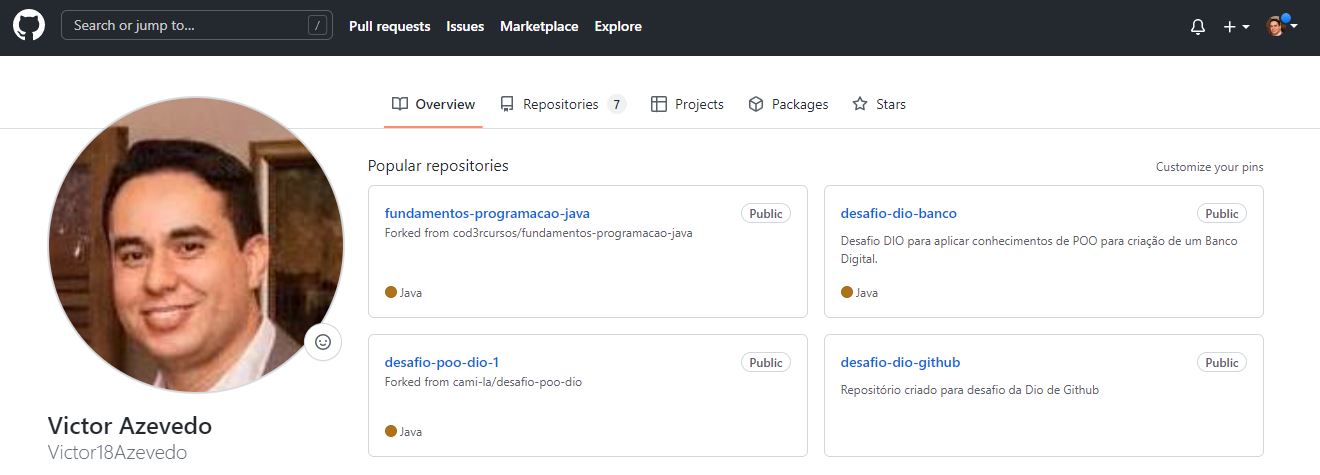 Search or jump to... /
Pull requests Issues Marketplace Explore
Overview Repositories 7 Projects Packages Stars
Popular repositories
Customize your pins
fundamentos-programacao-java Public
Forked from cod3rcursos/fundamentos-programacao-java
Java
desafio-dio-banco Public
Desafio DIO para aplicar conhecimentos de POO para criação de um Banco
Digital.
Java
desafio-poo-dio-1 Public
Forked from cami-la/desafio-poo-dio
Java
desafio-dio-github Public
Repositório criado para desafio da Dio de Github
Victor Azevedo
Victor18Azevedo